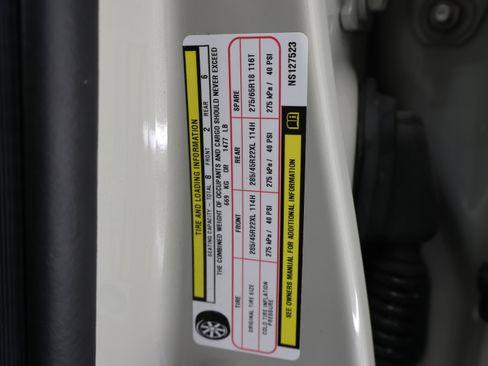 TIRE AND LOADING INFORMATION
SEATING CAPACITY - TOTAL 8 FRONT 2 REAR 6
THE COMBINED WEIGHT OF OCCUPANTS AND CARGO SHOULD NEVER EXCEED
669 KG OR 1477 LB
TIRE FRONT REAR SPARE
ORIGINAL TIRE SIZE 285/45R22XL 114H 285/45R22XL 114H 275/65R18 116T
COLD TIRE INFLATION PRESSURE 275 kPa / 40 PSI 275 kPa / 40 PSI 275 kPa / 40 PSI
SEE OWNERS MANUAL FOR ADDITIONAL INFORMATION
NS127523